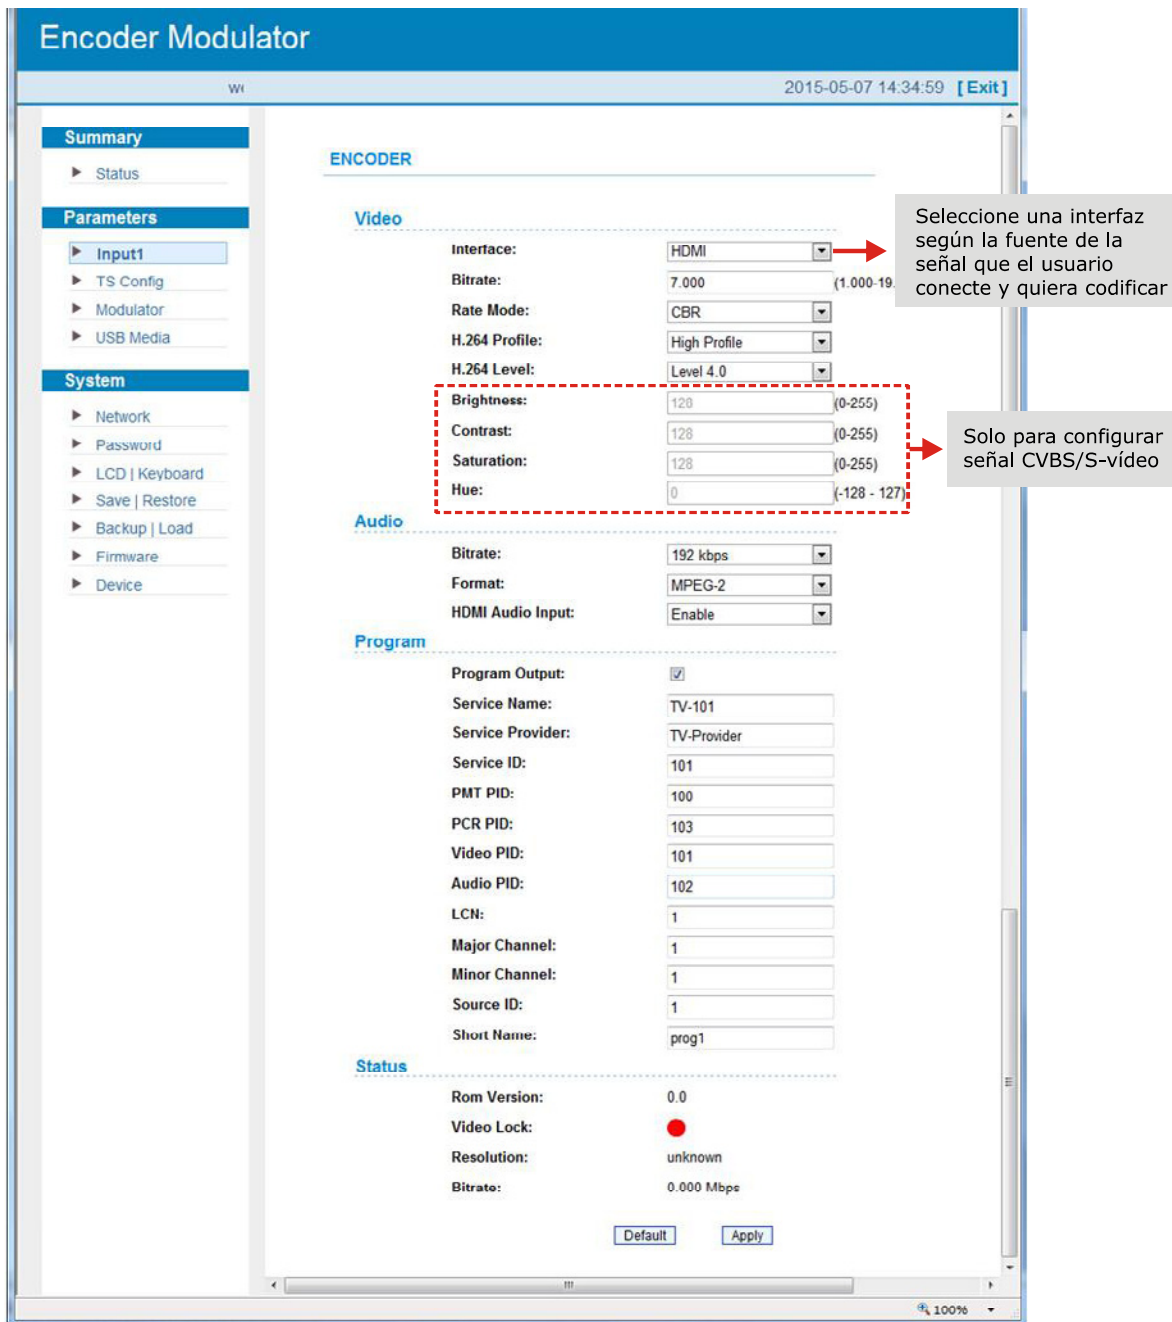 Encoder Modulator
2015-05-07 14:34:59 [Exit]
Summary
Status
Parameters
Input1
TS Config
Modulator
USB Media
System
Network
Password
LCD | Keyboard
Save | Restore
Backup | Load
Firmware
Device
ENCODER
Video
Interface: HDMI
Seleccione una interfaz
según la fuente de la
señal que el usuario
conecte y quiera codificar
Bitrate: 7.000 (1.000-19.
Rate Mode: CBR
H.264 Profile: High Profile
H.264 Level: Level 4.0
Brightness: 128 (0-255)
Contrast: 128 (0-255)
Saturation: 128 (0-255)
Hue: 0 (-128 - 127)
Solo para configurar
señal CVBS/S-vídeo
Audio
Bitrate: 192 kbps
Format: MPEG-2
HDMI Audio Input: Enable
Program
Program Output:
Service Name: TV-101
Service Provider: TV-Provider
Service ID: 101
PMT PID: 100
PCR PID: 103
Video PID: 101
Audio PID: 102
LCN: 1
Major Channel: 1
Minor Channel: 1
Source ID: 1
Short Name: prog1
Status
Rom Version: 0.0
Video Lock:
Resolution: unknown
Bitrate: 0.000 Mbps
Default Apply
100%